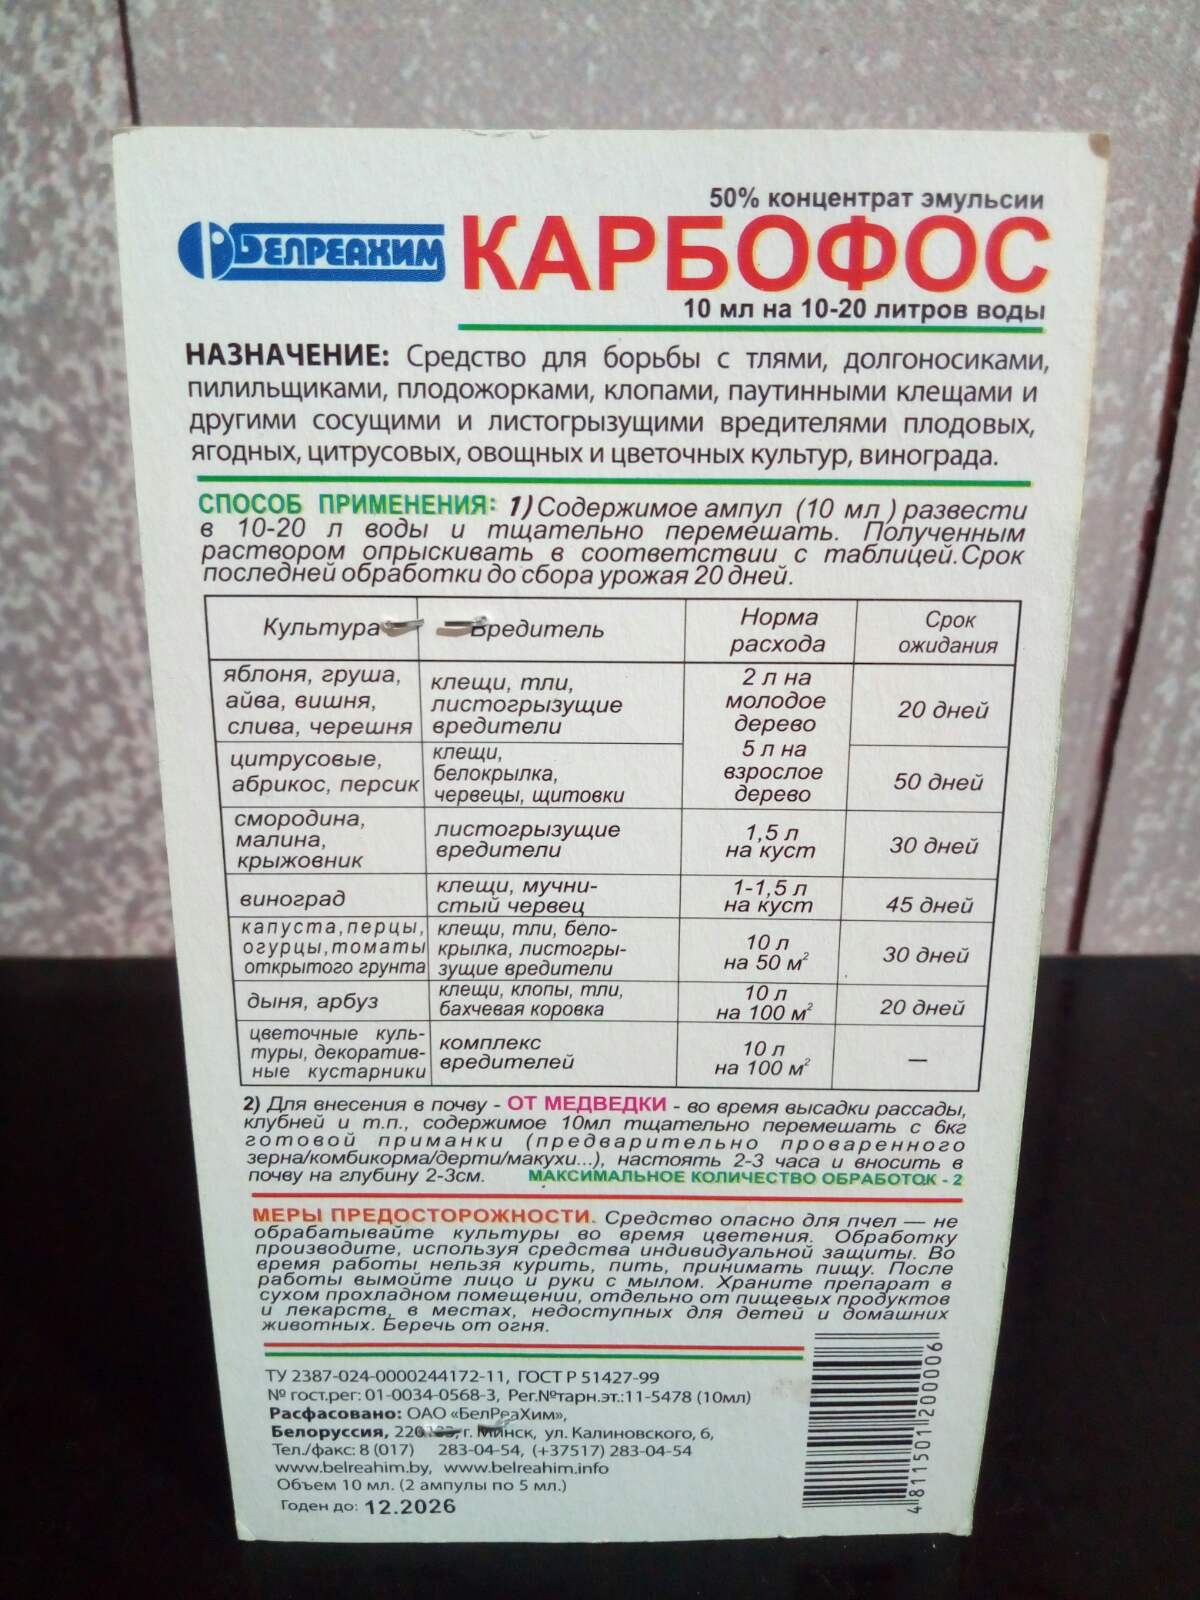 50% концентрат эмульсии
БЕЛРЕАХИМ
КАРБОФОС
10 мл на 10-20 литров воды
НАЗНАЧЕНИЕ: Средство для борьбы с тлями, долгоносиками,
пилильщиками, плодожорками, клопами, паутинными клещами и
другими сосущими и листогрызущими вредителями плодовых,
ягодных, цитрусовых, овощных и цветочных культур, винограда.
СПОСОБ ПРИМЕНЕНИЯ: 1) Содержимое ампул (10 мл ) развести
в 10-20 л воды и тщательно перемешать. Полученным
раствором опрыскивать в соответствии с таблицей.Срок
последней обработки до сбора урожая 20 дней.
Культура Вредитель Норма расхода Срок ожидания
яблоня, груша, айва, вишня, слива, черешня
клещи, тли, листогрызущие вредители
2 л на молодое дерево
20 дней
цитрусовые, абрикос, персик
клещи, белокрылка, червецы, щитовки
5 л на взрослое дерево
50 дней
смородина, малина, крыжовник
листогрызущие вредители
1,5 л на куст
30 дней
виноград
клещи, мучнистый червец
1-1,5 л на куст
45 дней
капуста,перцы, огурцы,томаты открытого грунта
клещи, тли, белокрылка, листогрызущие вредители
10 л на 50 м²
30 дней
дыня, арбуз
клещи, клопы, тли, бахчевая коровка
10 л на 100 м²
20 дней
цветочные культуры, декоративные кустарники
комплекс вредителей
10 л на 100 м²
—
2) Для внесения в почву - ОТ МЕДВЕДКИ - во время высадки рассады,
клубней и т.п., содержимое 10мл тщательно перемешать с 6кг
готовой приманки (предварительно проваренного
зерна/комбикорма/дерти/макухи...), настоять 2-3 часа и вносить в
почву на глубину 2-3см. МАКСИМАЛЬНОЕ КОЛИЧЕСТВО ОБРАБОТОК - 2
МЕРЫ ПРЕДОСТОРОЖНОСТИ. Средство опасно для пчел — не
обрабатывайте культуры во время цветения. Обработку
производите, используя средства индивидуальной защиты. Во
время работы нельзя курить, пить, принимать пищу. После
работы вымойте лицо и руки с мылом. Храните препарат в
сухом прохладном помещении, отдельно от пищевых продуктов
и лекарств, в местах, недоступных для детей и домашних
животных. Беречь от огня.
ТУ 2387-024-0000244172-11, ГОСТ Р 51427-99
№ гост.рег: 01-0034-0568-3, Рег.№тарн.эт.:11-5478 (10мл)
Расфасовано: ОАО «БелРеаХим»,
Белоруссия, г. Минск, ул. Калиновского, 6,
Тел./факс: 8 (017) 283-04-54, (+37517) 283-04-54
www.belreahim.by, www.belreahim.info
Объем 10 мл. (2 ампулы по 5 мл.)
Годен до: 12.2026
4 811501 200006